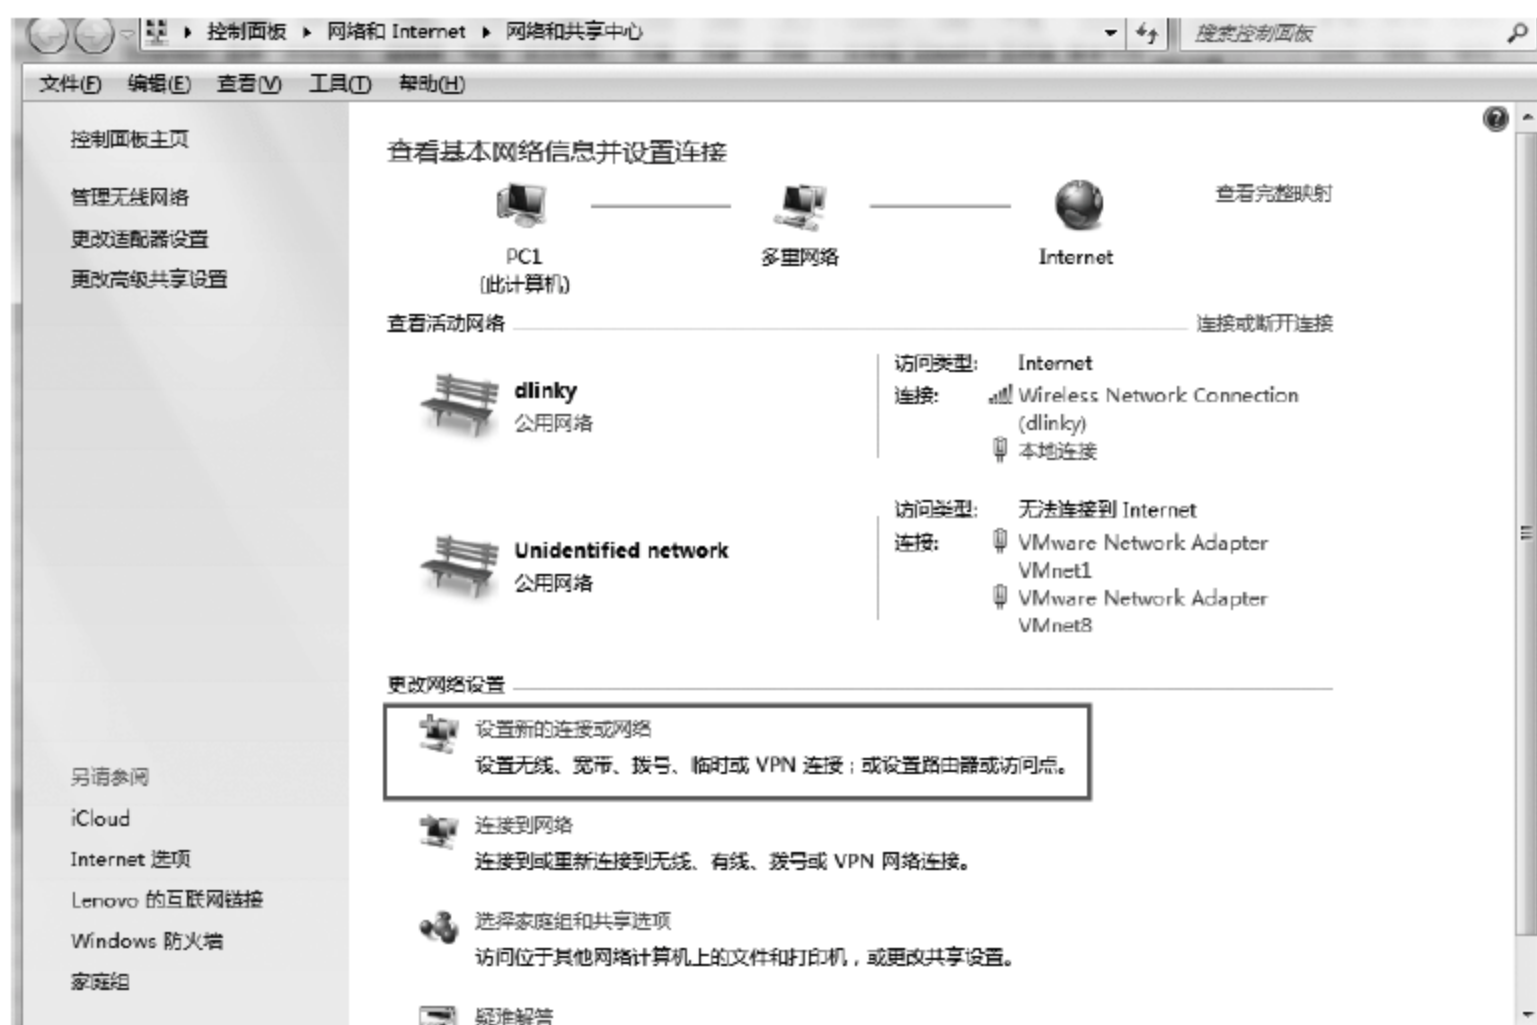 控制面板 ▸ 网络和 Internet ▸ 网络和共享中心
搜索控制面板
文件(F) 编辑(E) 查看(V) 工具(T) 帮助(H)
控制面板主页
管理无线网络
更改适配器设置
更改高级共享设置
查看基本网络信息并设置连接
查看完整映射
PC1
(此计算机)
多重网络
Internet
查看活动网络
连接或断开连接
dlinky
公用网络
访问类型: Internet
连接: Wireless Network Connection
(dlinky)
本地连接
Unidentified network
公用网络
访问类型: 无法连接到 Internet
连接: VMware Network Adapter
VMnet1
VMware Network Adapter
VMnet8
更改网络设置
设置新的连接或网络
设置无线、宽带、拨号、临时或 VPN 连接；或设置路由器或访问点。
连接到网络
连接到或重新连接到无线、有线、拨号或 VPN 网络连接。
选择家庭组和共享选项
访问位于其他网络计算机上的文件和打印机，或更改共享设置。
疑难解答
另请参阅
iCloud
Internet 选项
Lenovo 的互联网链接
Windows 防火墙
家庭组